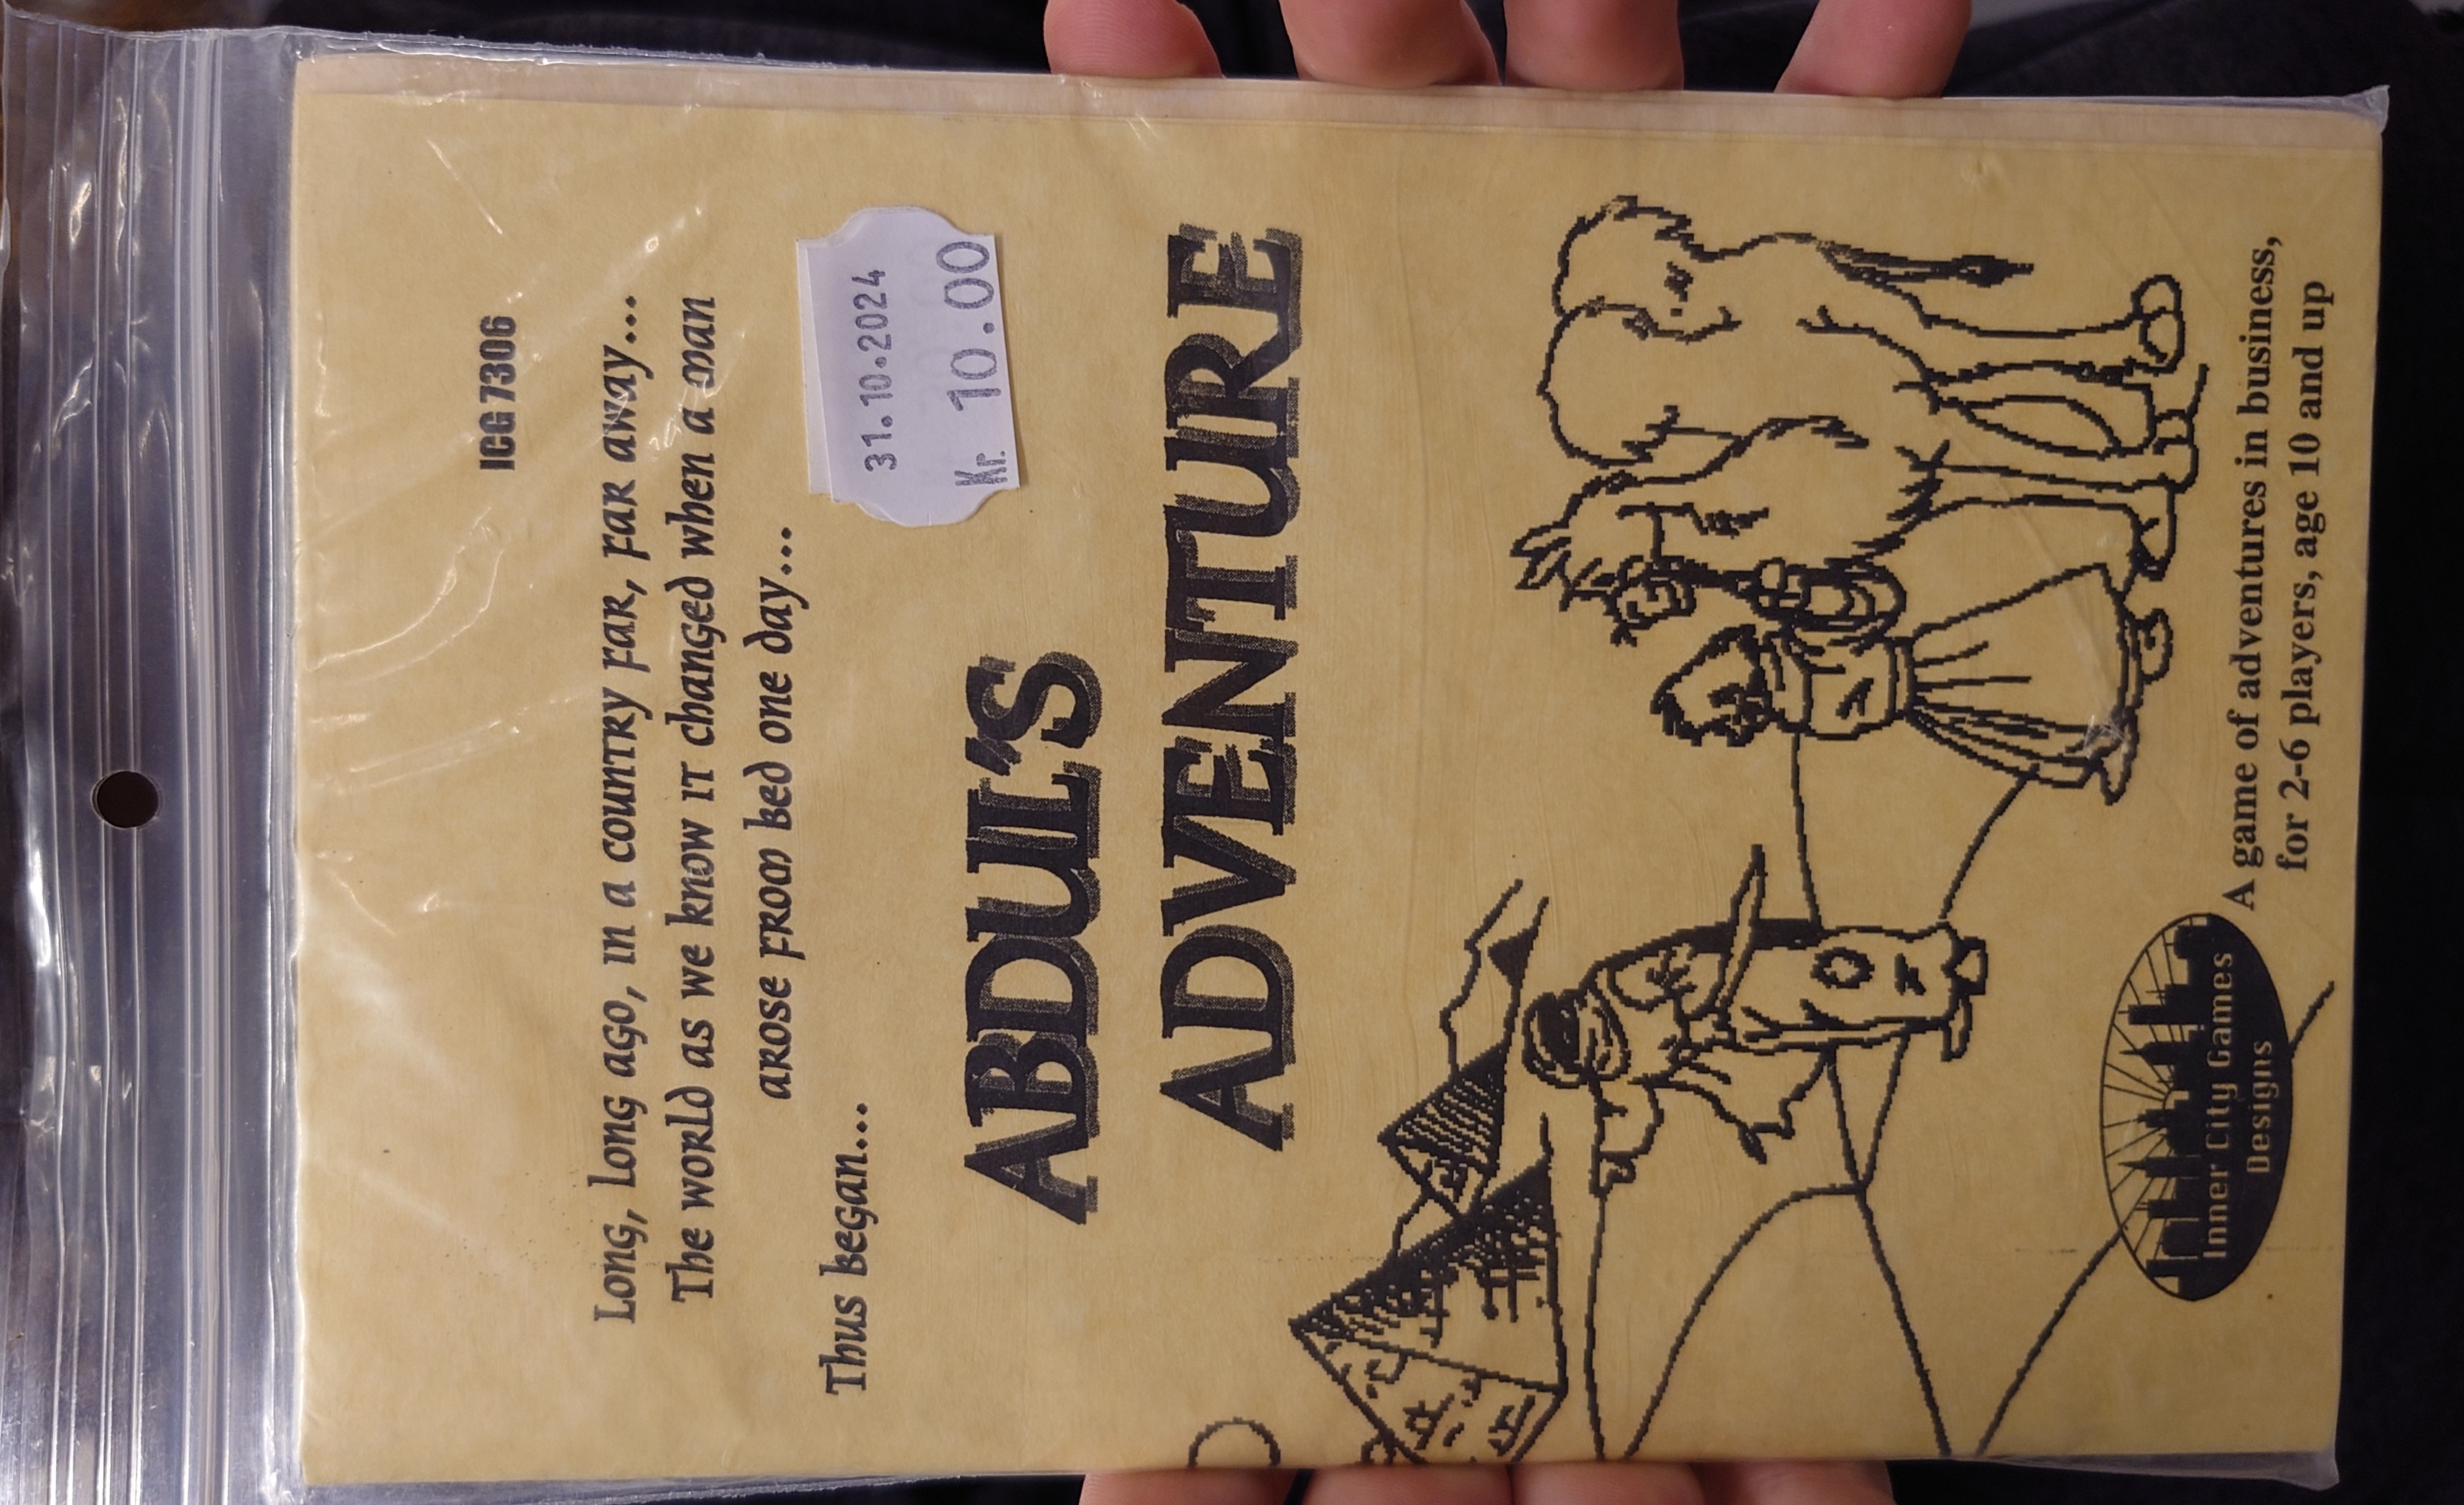 ICG 7306
Long, Long ago, in a country far, far away...
The world as we know it changed when a man
arose from bed one day...
Thus began...
31.10.2024
Kr. 10.00
ABDUL'S
ADVENTURE
Inner City Games
Designs
A game of adventures in business,
for 2-6 players, age 10 and up